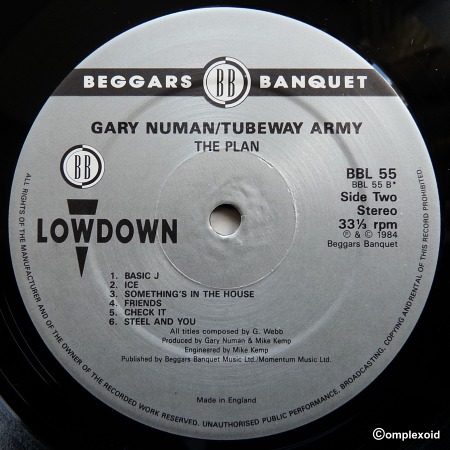 BEGGARS BB BANQUET
GARY NUMAN/TUBEWAY ARMY
THE PLAN
BB
LOWDOWN
BBL 55
BBL 55 B*
Side Two
Stereo
33⅓ rpm
Ⓟ & © 1984
Beggars Banquet
1. BASIC J
2. ICE
3. SOMETHING'S IN THE HOUSE
4. FRIENDS
5. CHECK IT
6. STEEL AND YOU
All titles composed by G. Webb
Produced by
Gary Numan & Mike Kemp
Engineered by Mike Kemp
Published by Beggars Banquet Music Ltd./Momentum Music Ltd.
Made in England
ALL RIGHTS OF THE MANUFACTURER AND OF THE OWNER OF THE RECORDED WORK RESERVED. UNAUTHORISED PUBLIC PERFORMANCE, BROADCASTING, COPYING AND RENTAL OF THIS RECORD PROHIBITED.
©omplexoid